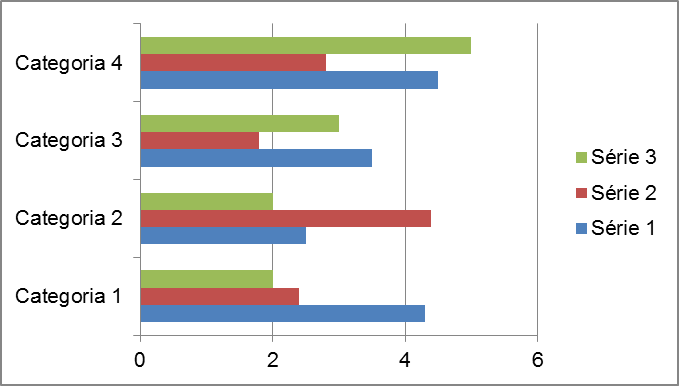 Categoria 4
Categoria 3
Categoria 2
Categoria 1
0 2 4 6
Série 3
Série 2
Série 1